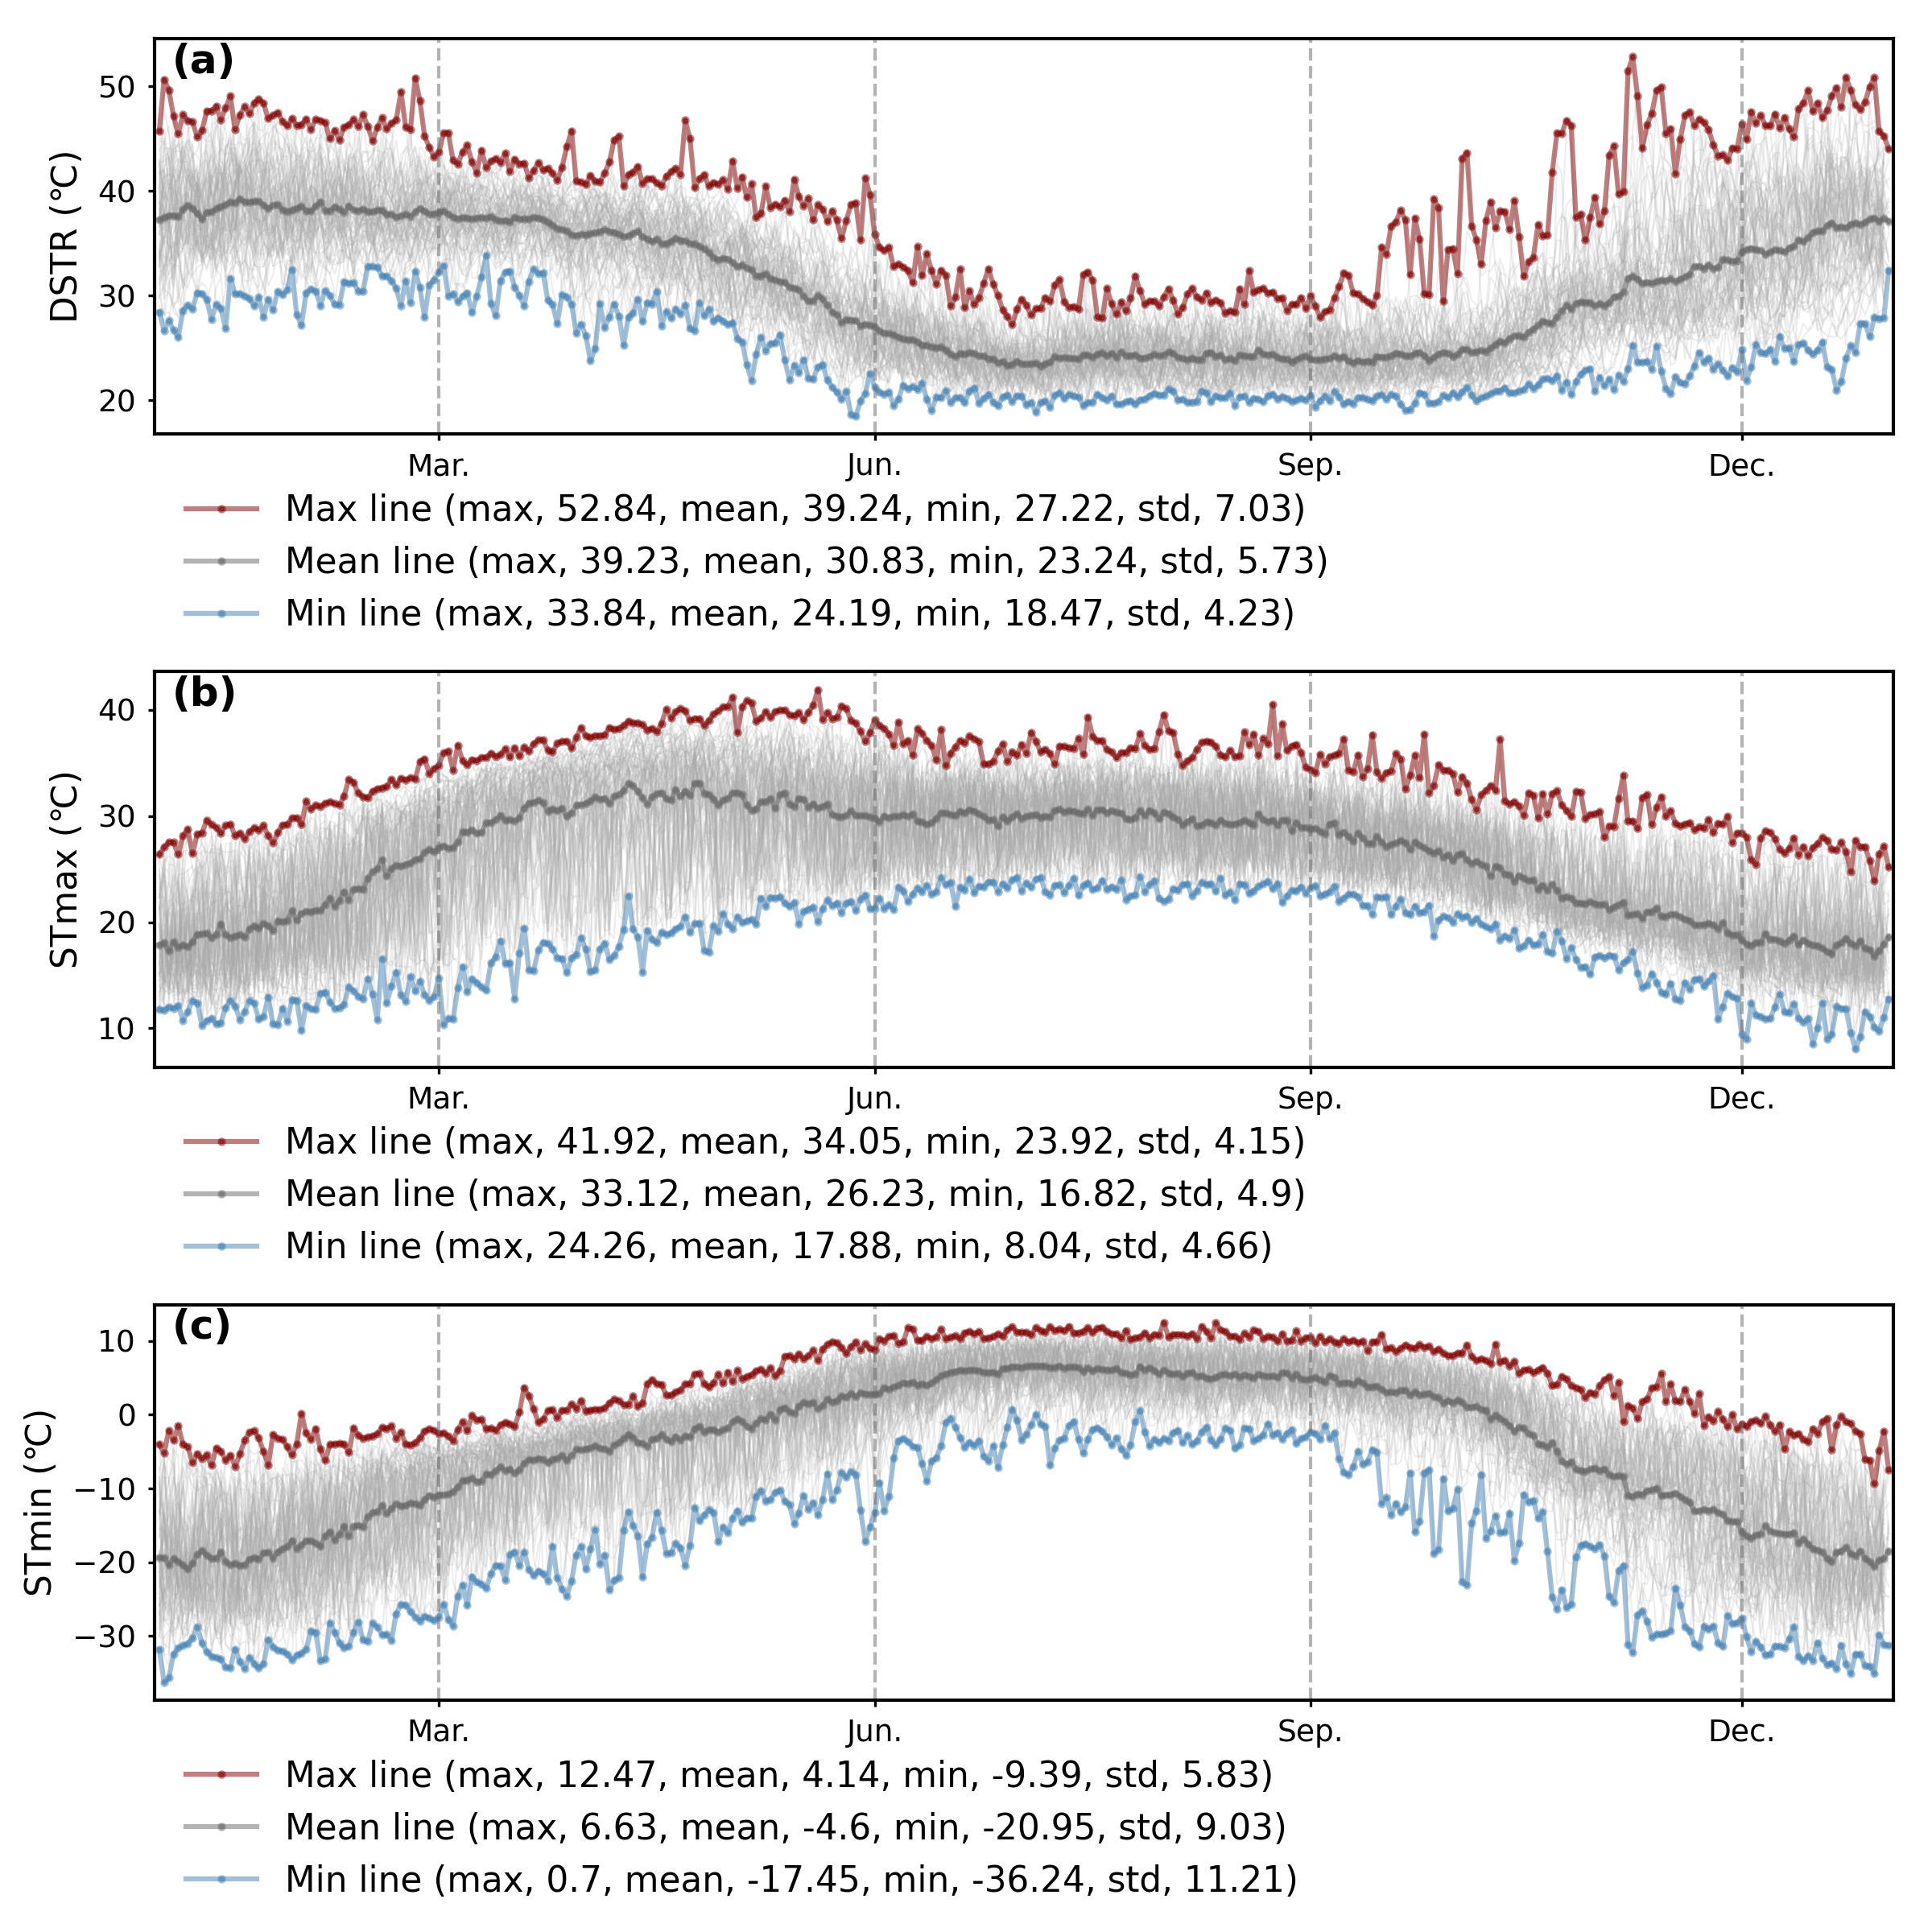 (a)
50
40
30
20
DSTR (℃)
Mar. Jun. Sep. Dec.
Max line (max, 52.84, mean, 39.24, min, 27.22, std, 7.03)
Mean line (max, 39.23, mean, 30.83, min, 23.24, std, 5.73)
Min line (max, 33.84, mean, 24.19, min, 18.47, std, 4.23)
(b)
40
30
20
10
STmax (℃)
Mar. Jun. Sep. Dec.
Max line (max, 41.92, mean, 34.05, min, 23.92, std, 4.15)
Mean line (max, 33.12, mean, 26.23, min, 16.82, std, 4.9)
Min line (max, 24.26, mean, 17.88, min, 8.04, std, 4.66)
(c)
10
0
−10
−20
−30
STmin (℃)
Mar. Jun. Sep. Dec.
Max line (max, 12.47, mean, 4.14, min, -9.39, std, 5.83)
Mean line (max, 6.63, mean, -4.6, min, -20.95, std, 9.03)
Min line (max, 0.7, mean, -17.45, min, -36.24, std, 11.21)